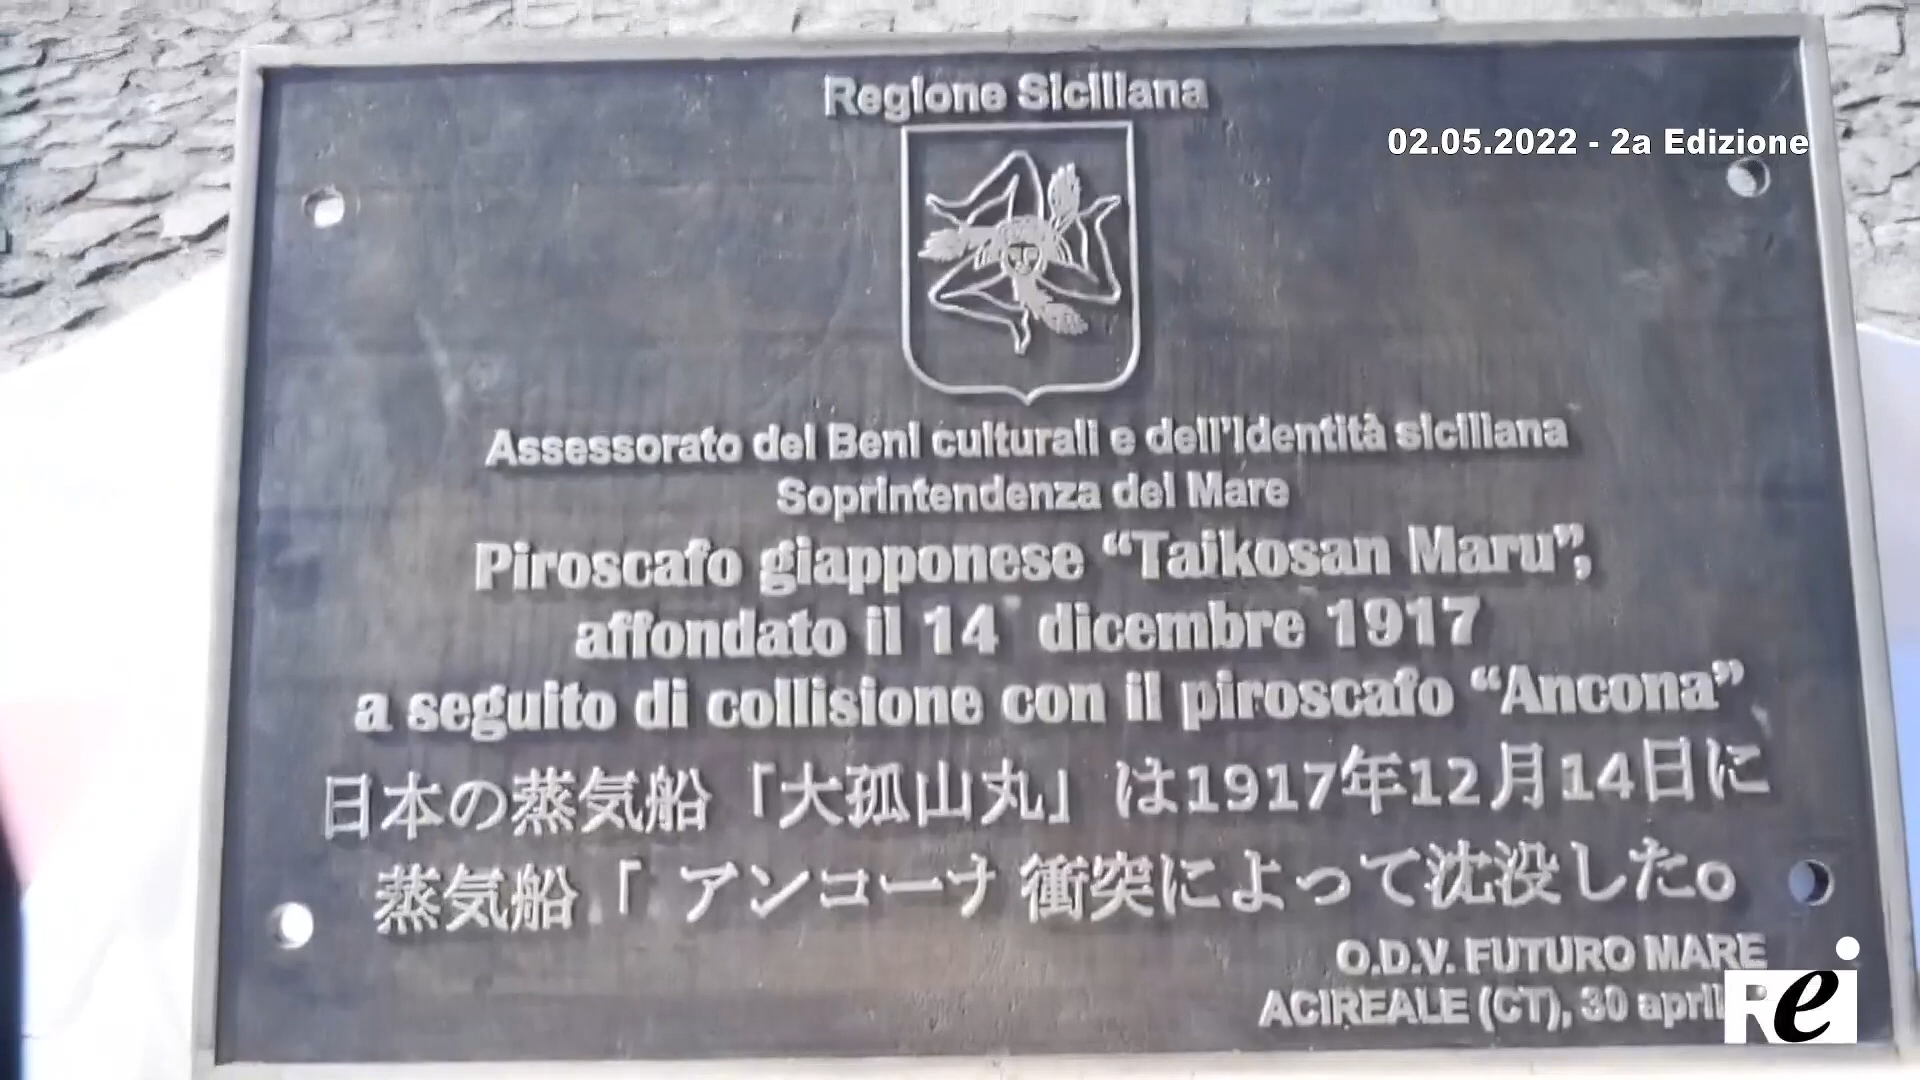 Regione Siciliana
02.05.2022 - 2a Edizione
Assessorato dei Beni culturali e dell'Identità siciliana
Soprintendenza del Mare
Piroscafo giapponese “Taikosan Maru”,
affondato il 14 dicembre 1917
a seguito di collisione con il piroscafo “Ancona”
日本の蒸気船「大孤山丸」は1917年12月14日に
蒸気船「 アンコーナ 衝突によって沈没した。
O.D.V. FUTURO MARE
ACIREALE (CT), 30
Re